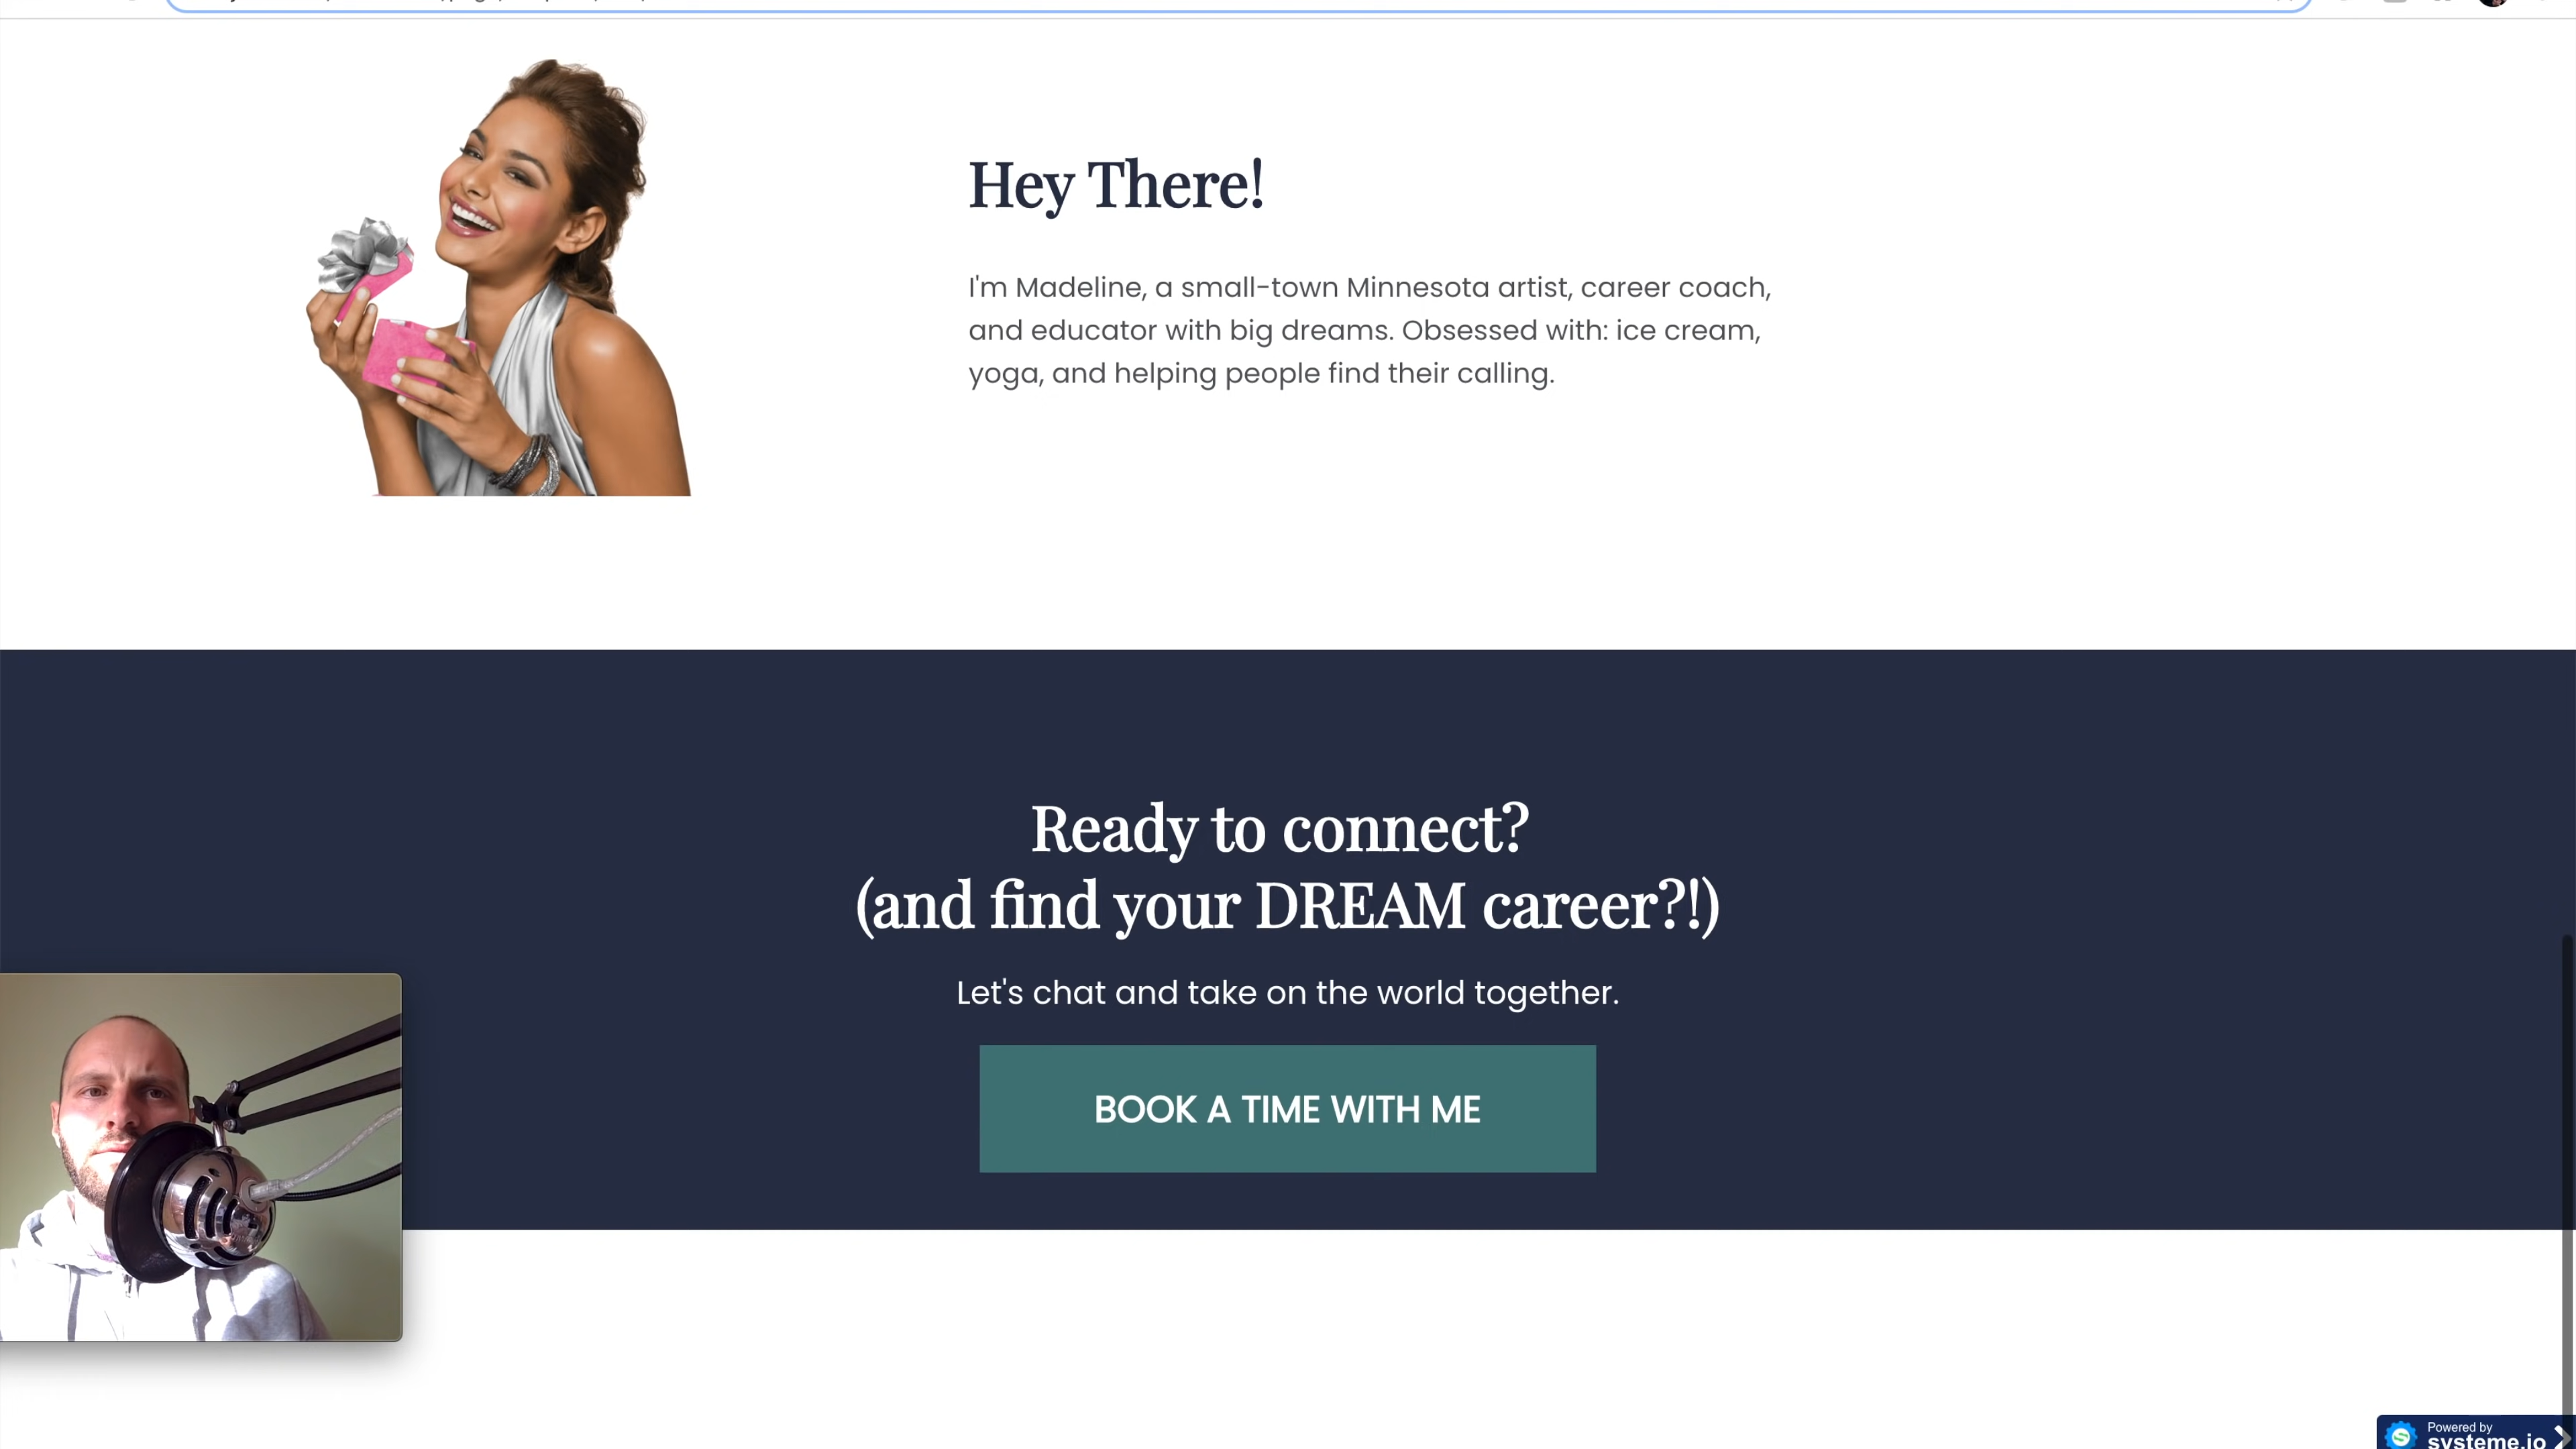 Hey There!
I'm Madeline, a small-town Minnesota artist, career coach,
and educator with big dreams. Obsessed with: ice cream,
yoga, and helping people find their calling.
Ready to connect?
(and find your DREAM career?!)
Let's chat and take on the world together.
BOOK A TIME WITH ME
Powered by
systeme.io